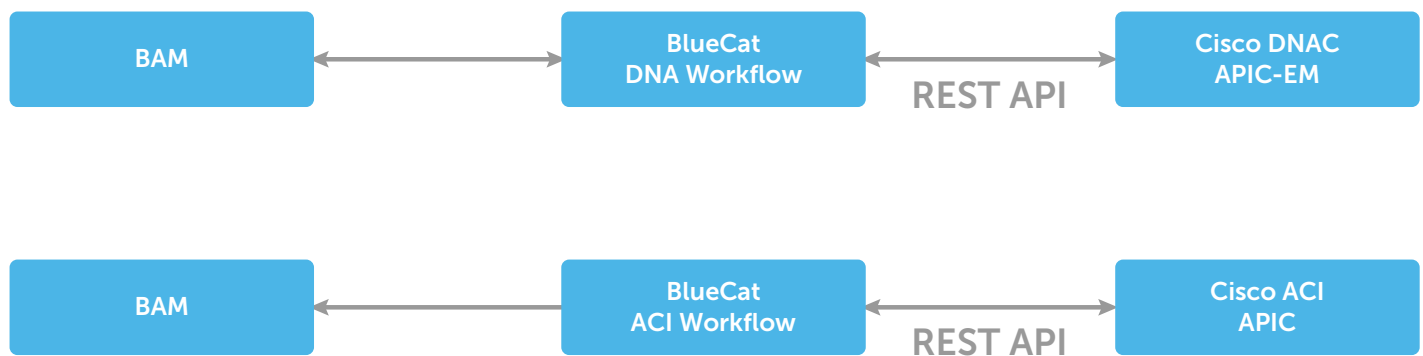 BAM
BlueCat
DNA Workflow
REST API
Cisco DNAC
APIC-EM
BAM
BlueCat
ACI Workflow
REST API
Cisco ACI
APIC